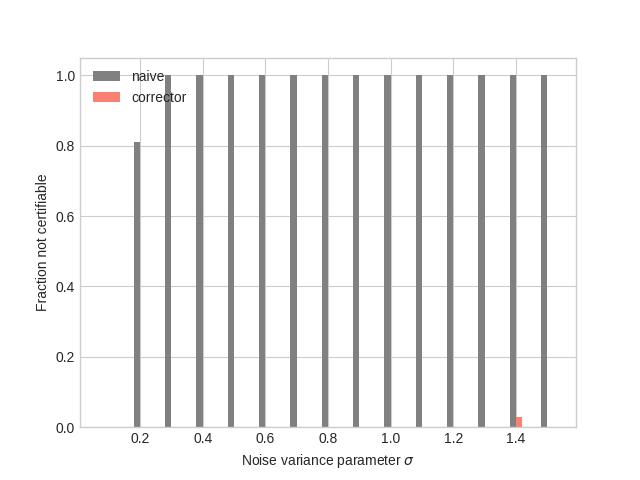 naive
corrector
1.0
0.8
0.6
0.4
0.2
0.0
Fraction not certifiable
0.2 0.4 0.6 0.8 1.0 1.2 1.4
Noise variance parameter σ